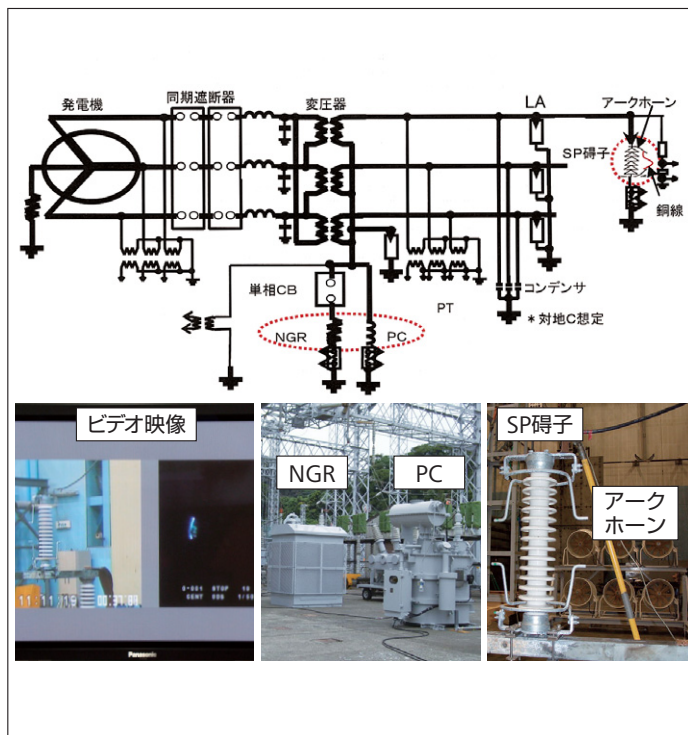 発電機
同期遮断器
変圧器
LA
アークホーン
SP碍子
銅線
単相CB
コンデンサ
PT
*対地C想定
NGR
PC
ビデオ映像
NGR
PC
SP碍子
アーク
ホーン
Panasonic